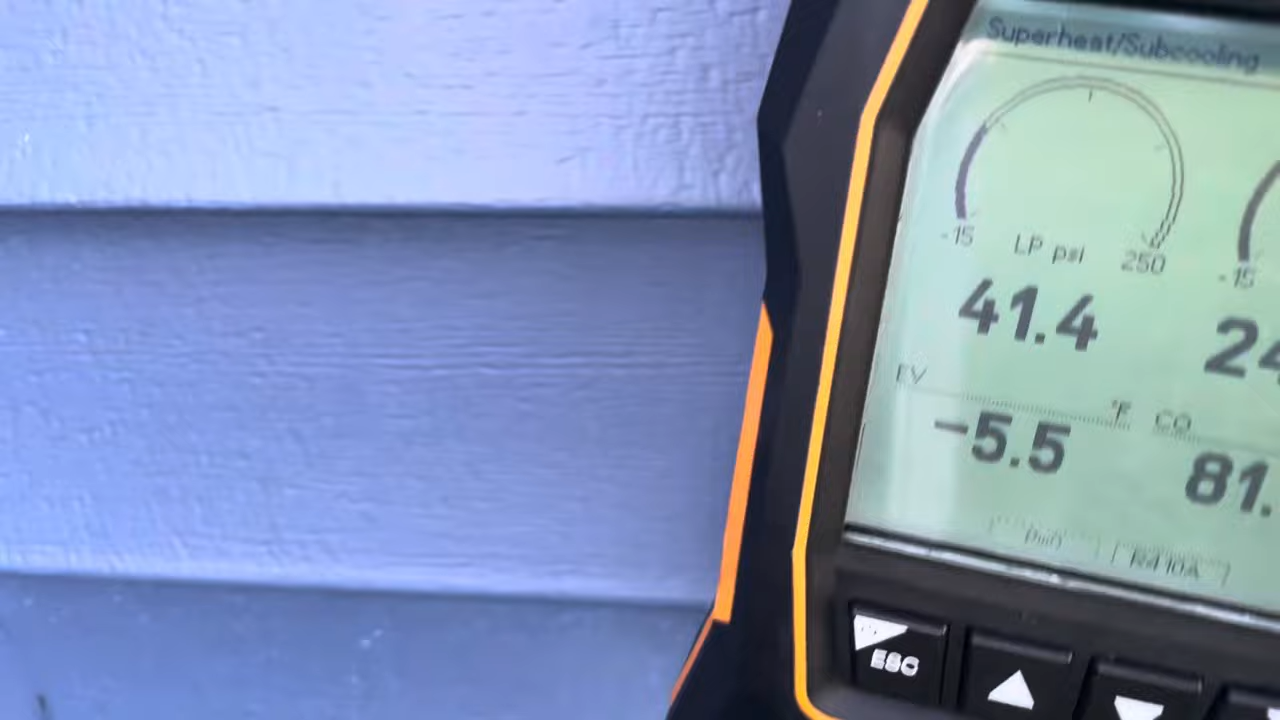 Superheat/Subcooling
-15 LP psi 250 -15
41.4 24
EV °F CO
-5.5 81.
R410A
ESC